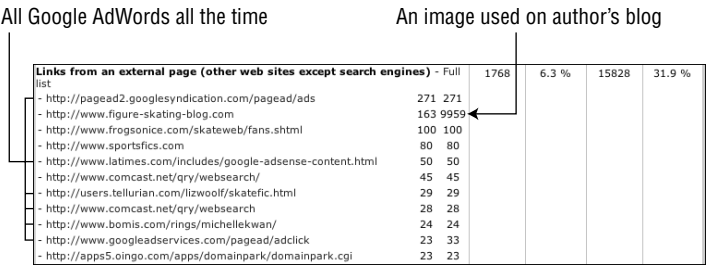 All Google AdWords all the time
An image used on author's blog
Links from an external page (other web sites except search engines) - Full list 1768 6.3 % 15828 31.9 %
- http://pagead2.googlesyndication.com/pagead/ads 271 271
- http://www.figure-skating-blog.com 163 9959
- http://www.frogsonice.com/skateweb/fans.shtml 100 100
- http://www.sportsfics.com 80 80
- http://www.latimes.com/includes/google-adsense-content.html 50 50
- http://www.comcast.net/qry/websearch/ 45 45
- http://users.tellurian.com/lizwoolf/skatefic.html 29 29
- http://www.comcast.net/qry/websearch 28 28
- http://www.bomis.com/rings/michellekwan/ 24 24
- http://www.googleadservices.com/pagead/adclick 23 33
- http://apps5.oingo.com/apps/domainpark/domainpark.cgi 23 23